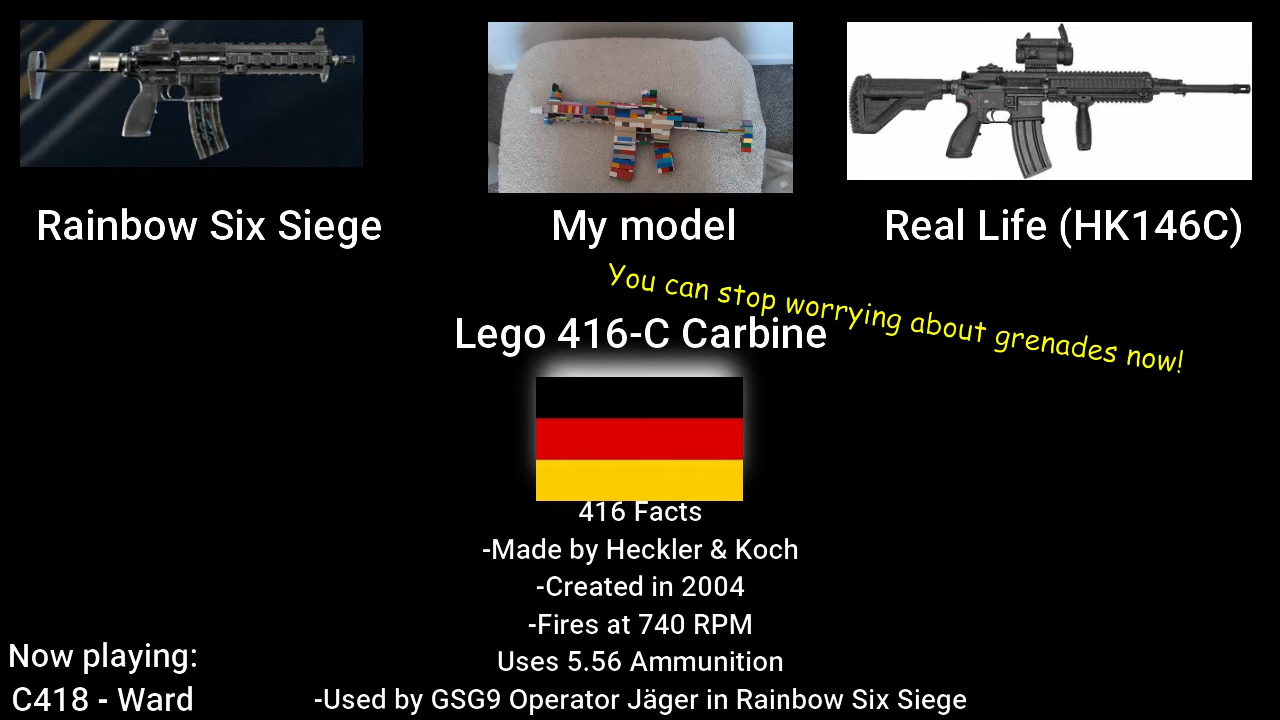 Rainbow Six Siege
My model
Real Life (HK146C)
You can stop worrying about grenades now!
Lego 416-C Carbine
416 Facts
-Made by Heckler & Koch
-Created in 2004
-Fires at 740 RPM
Uses 5.56 Ammunition
-Used by GSG9 Operator Jäger in Rainbow Six Siege
Now playing:
C418 - Ward